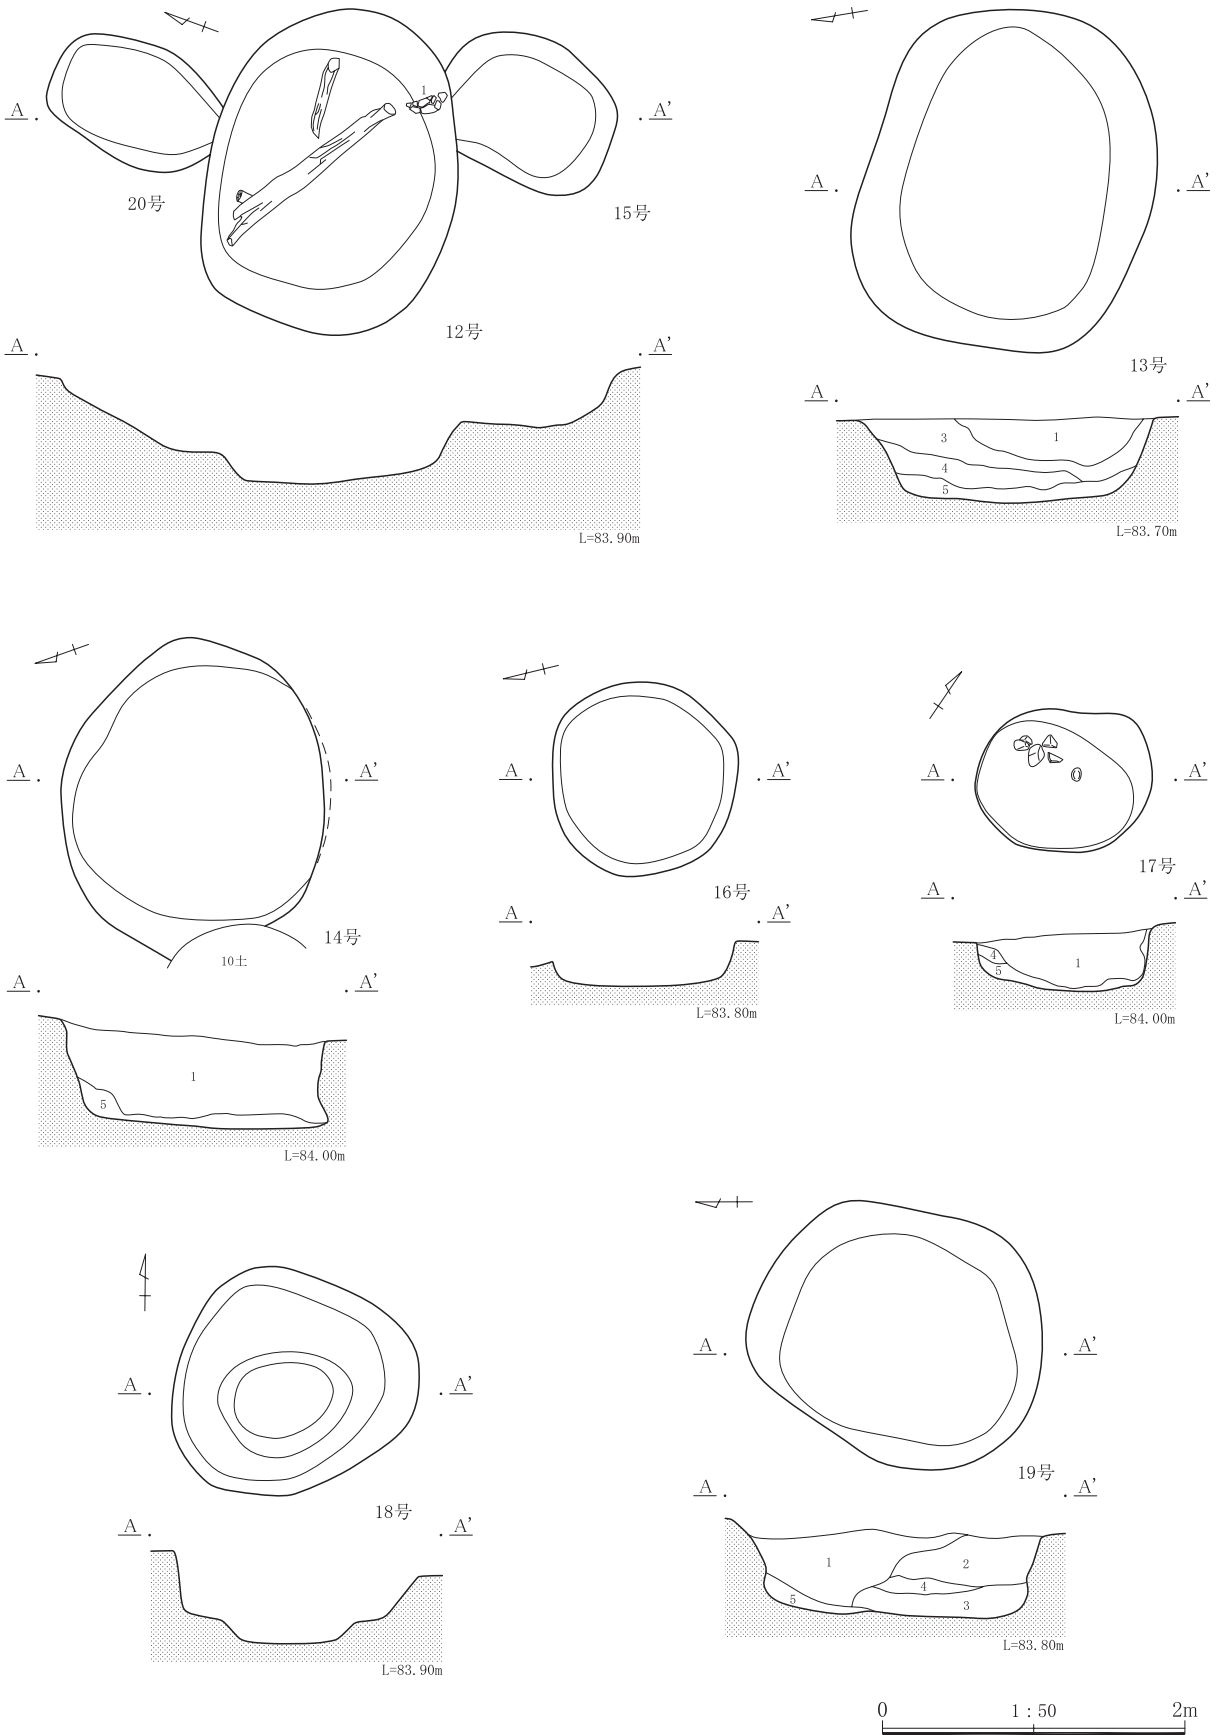 A A'
1
20号
15号
12号
A A'
L=83.90m
A A'
13号
A A'
3 1
4
5
L=83.70m
A A'
14号
10土
A A'
1
5
L=84.00m
A A'
16号
A A'
L=83.80m
A A'
17号
A A'
4
5
1
L=84.00m
A A'
18号
A A'
L=83.90m
A A'
19号
A A'
1 2
4
5 3
L=83.80m
0 1:50 2m